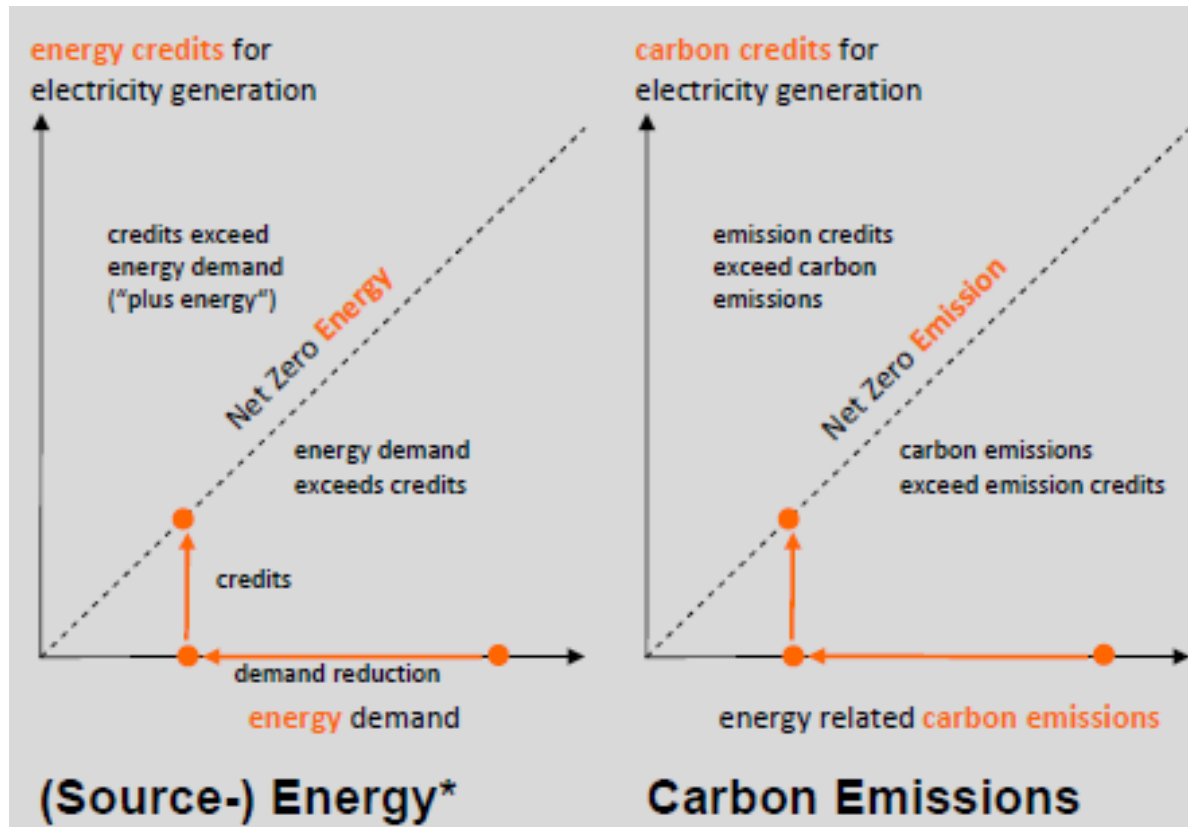 energy credits for
electricity generation
credits exceed
energy demand
("plus energy")
Net Zero Energy
energy demand
exceeds credits
credits
demand reduction
energy demand
(Source-) Energy*
carbon credits for
electricity generation
emission credits
exceed carbon
emissions
Net Zero Emission
carbon emissions
exceed emission credits
energy related carbon emissions
Carbon Emissions